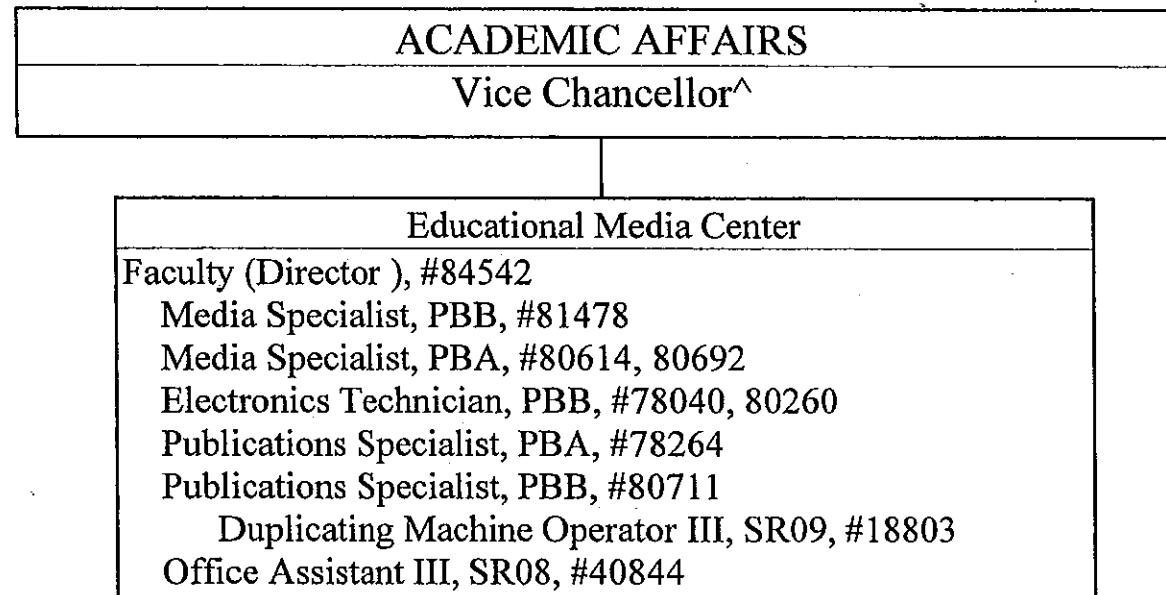 ACADEMIC AFFAIRS
Vice Chancellor^
Educational Media Center
Faculty (Director ), #84542
Media Specialist, PBB, #81478
Media Specialist, PBA, #80614, 80692
Electronics Technician, PBB, #78040, 80260
Publications Specialist, PBA, #78264
Publications Specialist, PBB, #80711
Duplicating Machine Operator III, SR09, #18803
Office Assistant III, SR08, #40844